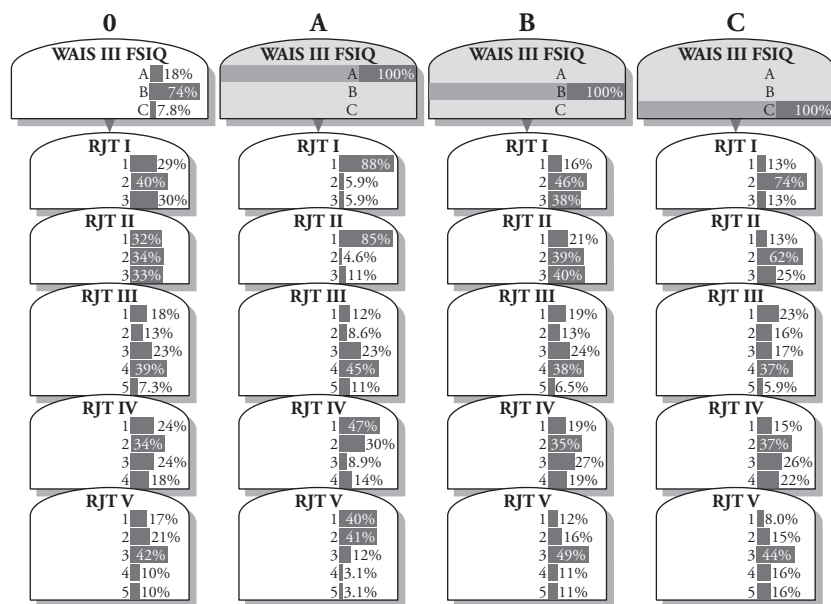 0 A B C
WAIS III FSIQ WAIS III FSIQ WAIS III FSIQ WAIS III FSIQ
A 18% A 100% A A
B 74% B B 100% B
C 7.8% C C C 100%
RJT I RJT I RJT I RJT I
1 29% 1 88% 1 16% 1 13%
2 40% 2 5.9% 2 46% 2 74%
3 30% 3 5.9% 3 38% 3 13%
RJT II RJT II RJT II RJT II
1 32% 1 85% 1 21% 1 13%
2 34% 2 4.6% 2 39% 2 62%
3 33% 3 11% 3 40% 3 25%
RJT III RJT III RJT III RJT III
1 18% 1 12% 1 19% 1 23%
2 13% 2 8.6% 2 13% 2 16%
3 23% 3 23% 3 24% 3 17%
4 39% 4 45% 4 38% 4 37%
5 7.3% 5 11% 5 6.5% 5 5.9%
RJT IV RJT IV RJT IV RJT IV
1 24% 1 47% 1 19% 1 15%
2 34% 2 30% 2 35% 2 37%
3 24% 3 8.9% 3 27% 3 26%
4 18% 4 14% 4 19% 4 22%
RJT V RJT V RJT V RJT V
1 17% 1 40% 1 12% 1 8.0%
2 21% 2 41% 2 16% 2 15%
3 42% 3 12% 3 49% 3 44%
4 10% 4 3.1% 4 11% 4 16%
5 10% 5 3.1% 5 11% 5 16%